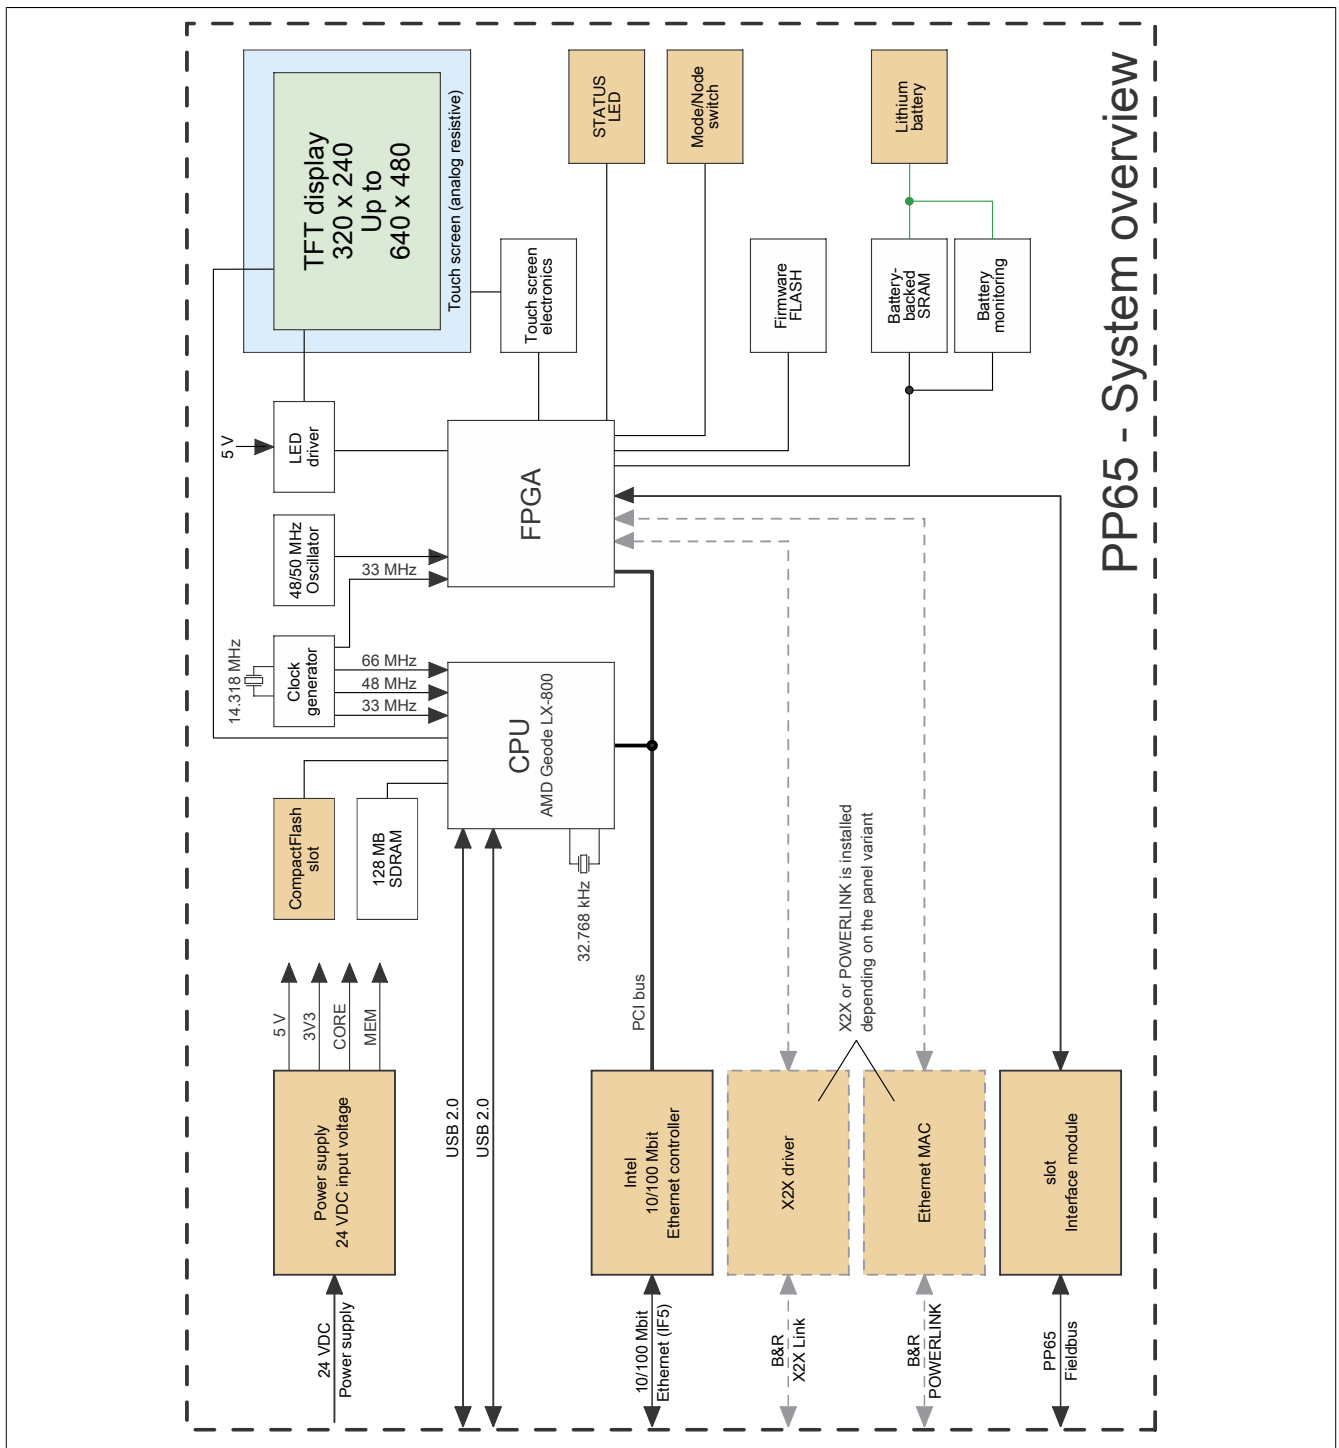 PP65 - System overview
24 VDC
Power supply
Power supply
24 VDC input voltage
5 V
3V3
CORE
MEM
CompactFlash
slot
128 MB
SDRAM
14.318 MHz
Clock
generator
66 MHz
48 MHz
33 MHz
48/50 MHz
Oscillator
33 MHz
5 V
LED
driver
TFT display
320 x 240
Up to
640 x 480
Touch screen (analog resistive)
Touch screen
electronics
STATUS
LED
Mode/Node
switch
Firmware
FLASH
Lithium
battery
Battery-
backed
SRAM
Battery
monitoring
USB 2.0
USB 2.0
CPU
AMD Geode LX-800
32.768 kHz
FPGA
PCI bus
10/100 Mbit
Ethernet (IF5)
Intel
10/100 Mbit
Ethernet controller
B&R
X2X Link
X2X driver
X2X or POWERLINK is installed
depending on the panel variant
B&R
POWERLINK
Ethernet MAC
PP65
Fieldbus
slot
Interface module